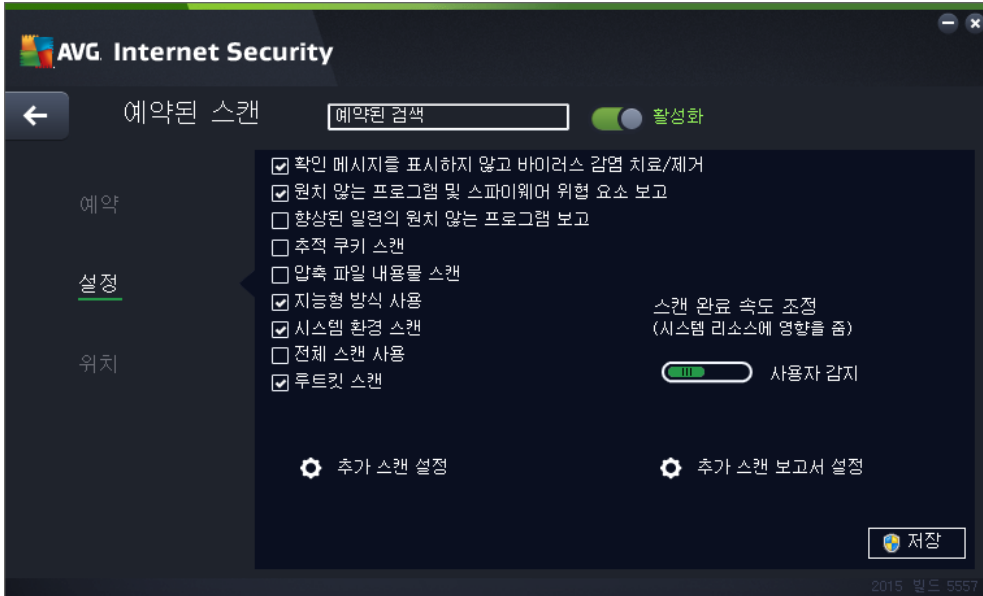 AVG. Internet Security
예약된 스캔
예약된 검색
활성화
예약
설정
위치
확인 메시지를 표시하지 않고 바이러스 감염 치료/제거
원치 않는 프로그램 및 스파이웨어 위협 요소 보고
향상된 일련의 원치 않는 프로그램 보고
추적 쿠키 스캔
압축 파일 내용물 스캔
지능형 방식 사용
시스템 환경 스캔
전체 스캔 사용
루트킷 스캔
스캔 완료 속도 조정
(시스템 리소스에 영향을 줌)
사용자 감지
추가 스캔 설정
추가 스캔 보고서 설정
저장
2015 빌드 5557